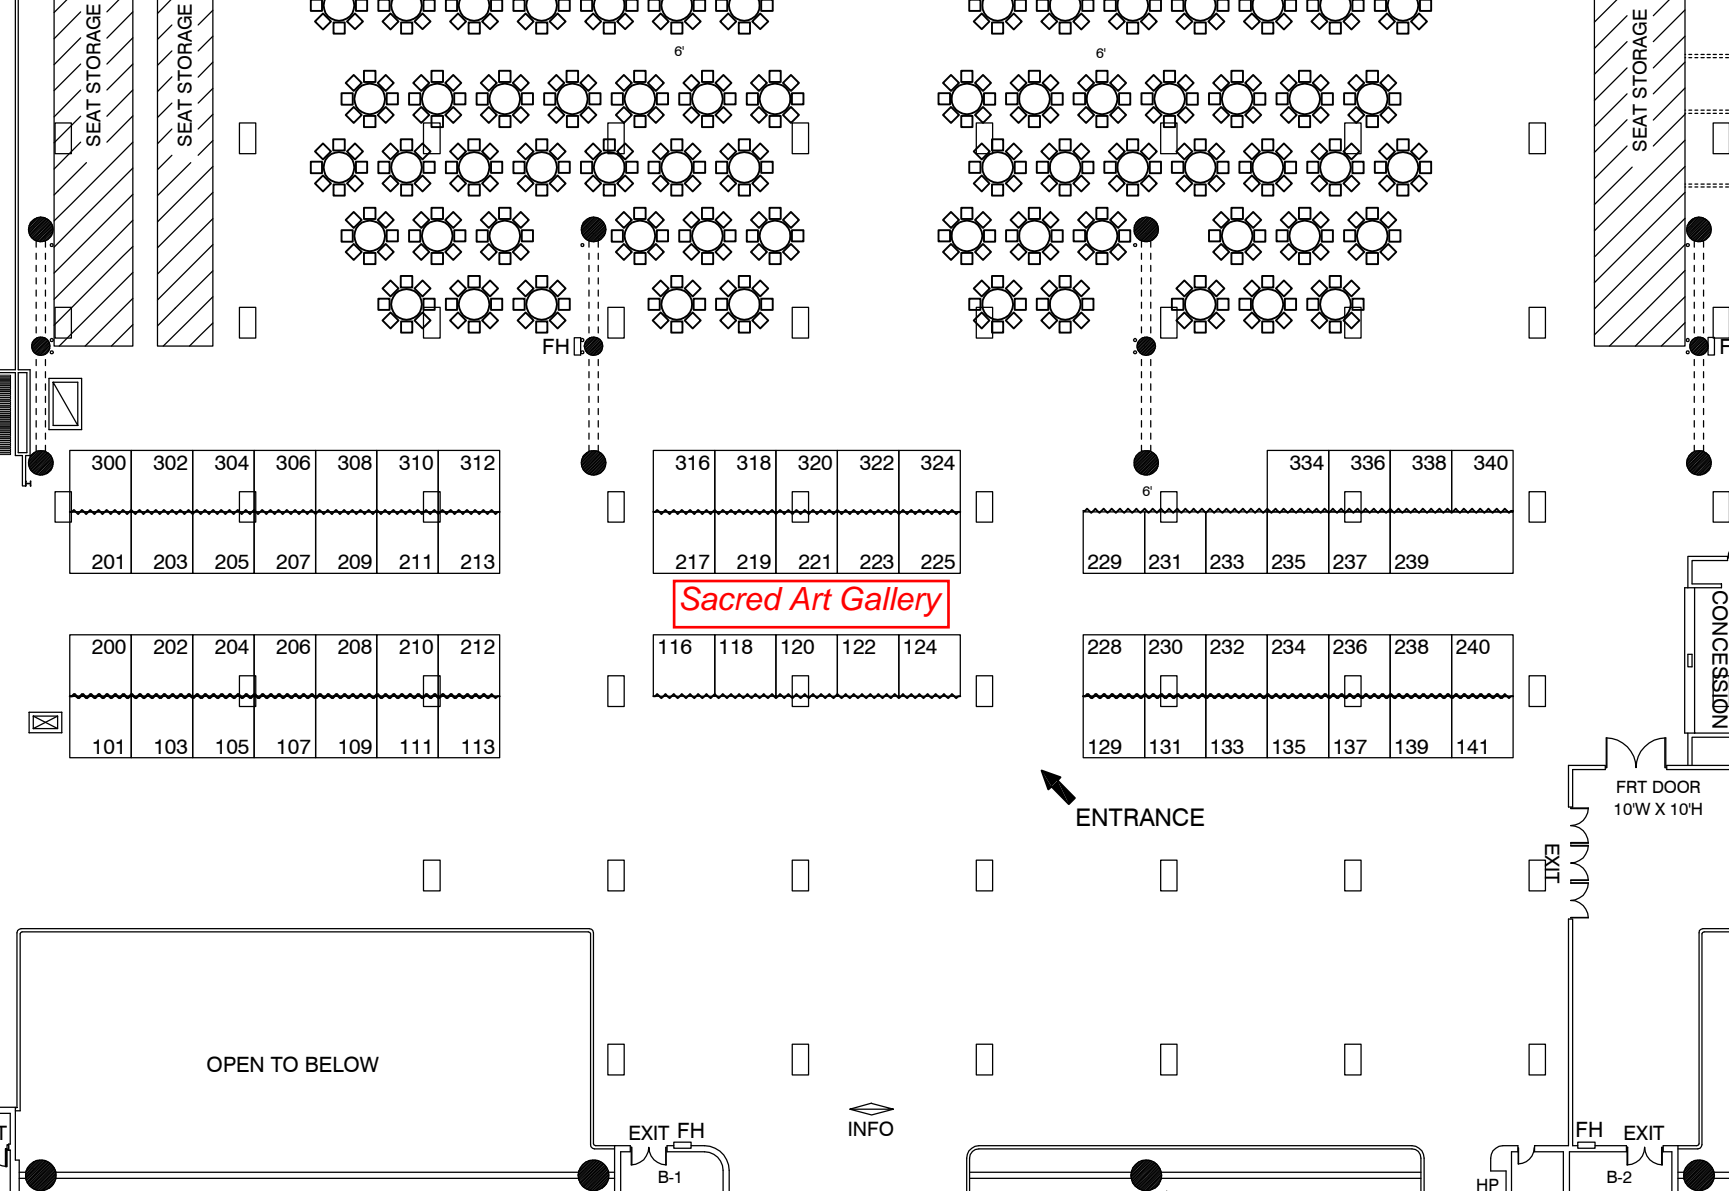 SEAT STORAGE
SEAT STORAGE
SEAT STORAGE
6'
6'
FH
300 302 304 306 308 310 312
316 318 320 322 324
334 336 338 340
6'
201 203 205 207 209 211 213
217 219 221 223 225
229 231 233 235 237 239
Sacred Art Gallery
200 202 204 206 208 210 212
116 118 120 122 124
228 230 232 234 236 238 240
101 103 105 107 109 111 113
129 131 133 135 137 139 141
CONCESSION
FRT DOOR
10'W X 10'H
ENTRANCE
EXIT
OPEN TO BELOW
INFO
EXIT FH
B-1
FH EXIT
B-2
HP